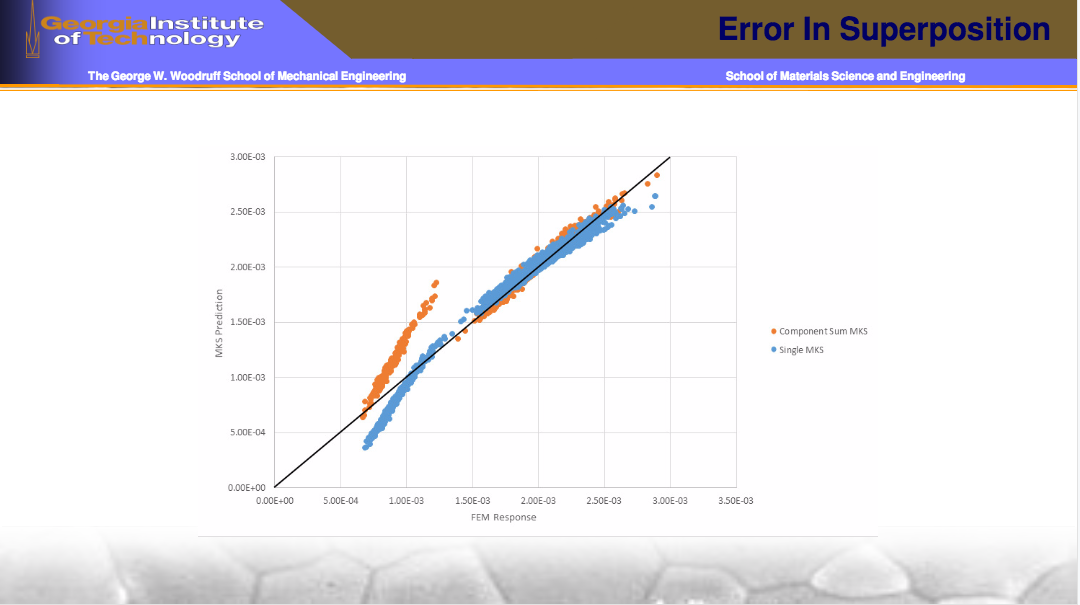 Georgia Institute
of Technology
Error In Superposition
The George W. Woodruff School of Mechanical Engineering
School of Materials Science and Engineering
3.00E-03
2.50E-03
2.00E-03
1.50E-03
1.00E-03
5.00E-04
0.00E+00
MKS Prediction
0.00E+00 5.00E-04 1.00E-03 1.50E-03 2.00E-03 2.50E-03 3.00E-03 3.50E-03
FEM Response
Component Sum MKS
Single MKS